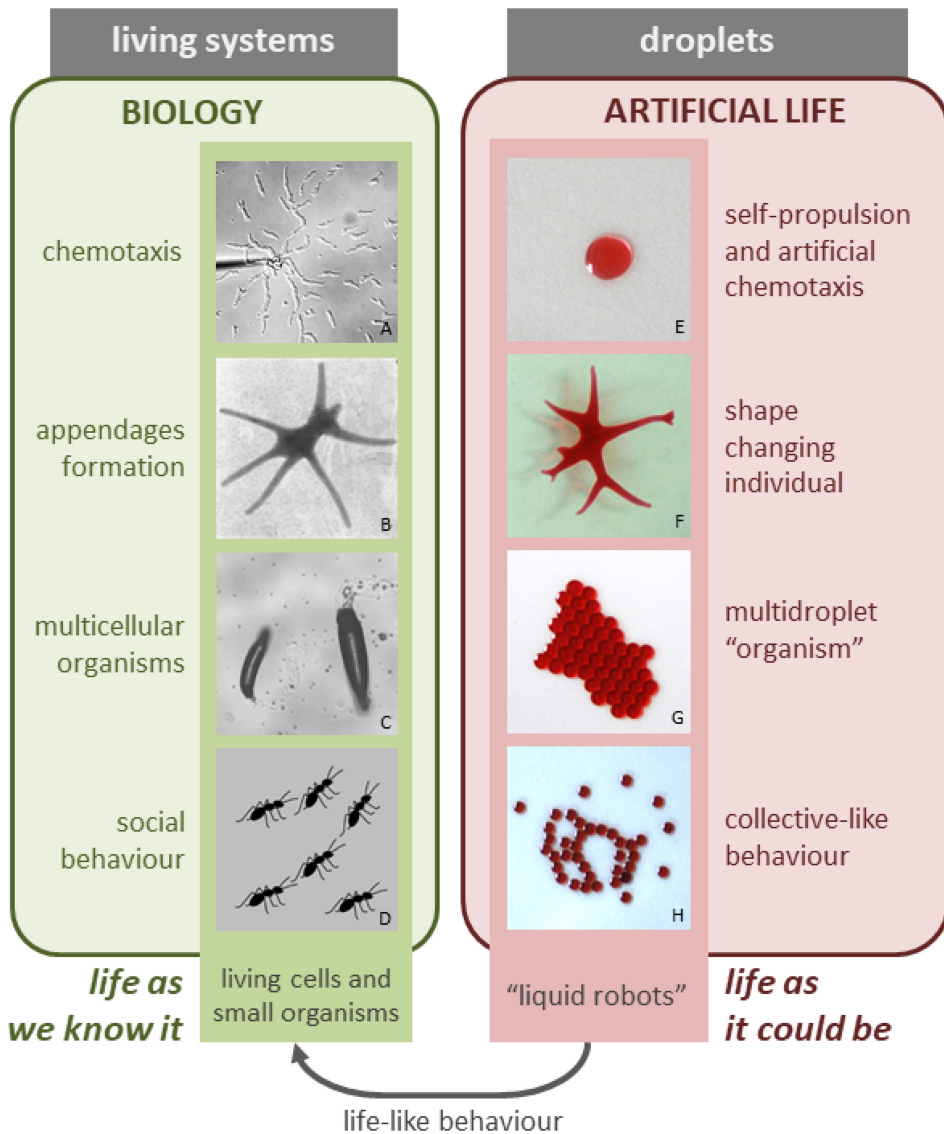 living systems
droplets
BIOLOGY
ARTIFICIAL LIFE
chemotaxis
A
E
self-propulsion
and artificial
chemotaxis
appendages
formation
B
F
shape
changing
individual
multicellular
organisms
C
G
multidroplet
“organism”
social
behaviour
D
H
collective-like
behaviour
life as
we know it
living cells and
small organisms
“liquid robots”
life as
it could be
life-like behaviour